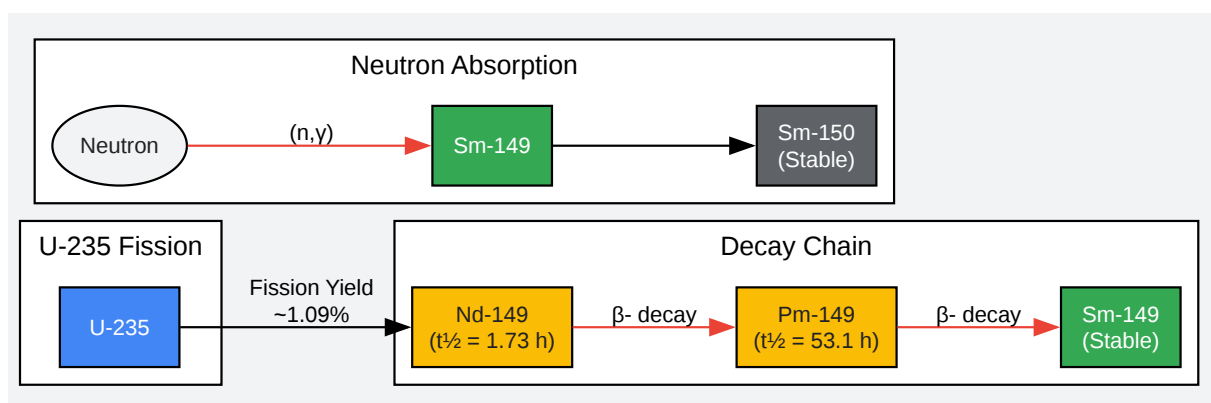 Neutron Absorption
Neutron
(n,γ)
Sm-149
Sm-150
(Stable)
U-235 Fission
U-235
Fission Yield
~1.09%
Decay Chain
Nd-149
(t½ = 1.73 h)
β- decay
Pm-149
(t½ = 53.1 h)
β- decay
Sm-149
(Stable)